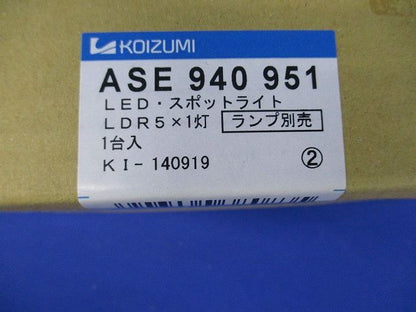 KOIZUMI
ASE 940 951
LED・スポットライト
LDR5×1灯 ランプ別売
1台入
KI-140919 ②